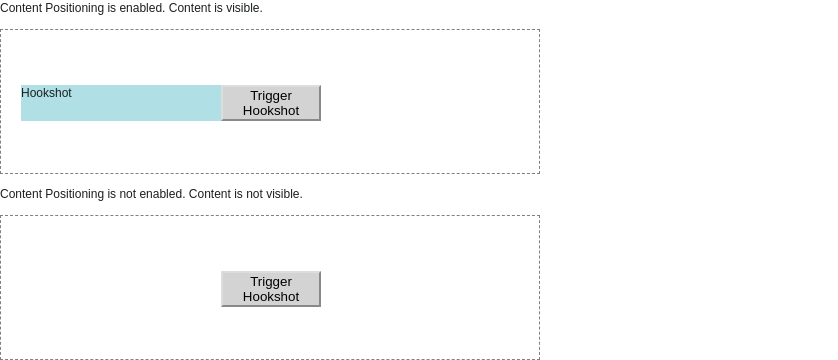 Content Positioning is enabled. Content is visible.
Hookshot
Trigger
Hookshot
Content Positioning is not enabled. Content is not visible.
Trigger
Hookshot